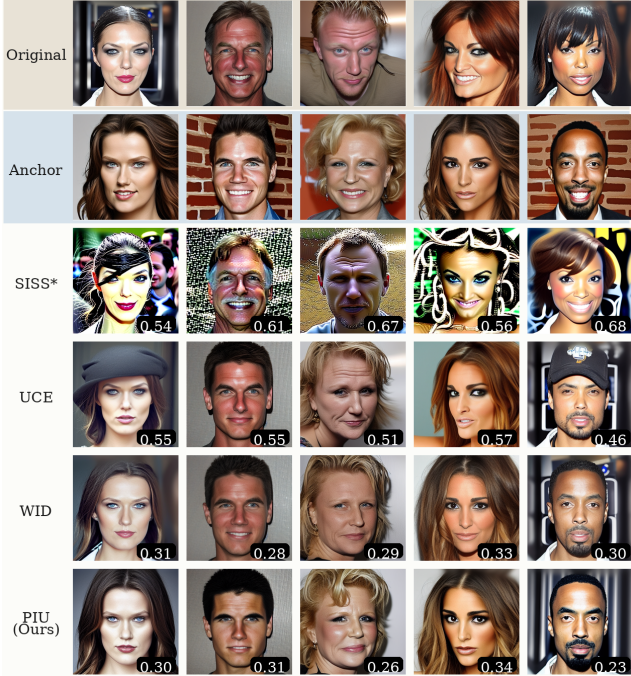 Original
Anchor
SISS*
0.54 0.61 0.67 0.56 0.68
UCE
0.55 0.55 0.51 0.57 0.46
WID
0.31 0.28 0.29 0.33 0.30
PIU
(Ours)
0.30 0.31 0.26 0.34 0.23